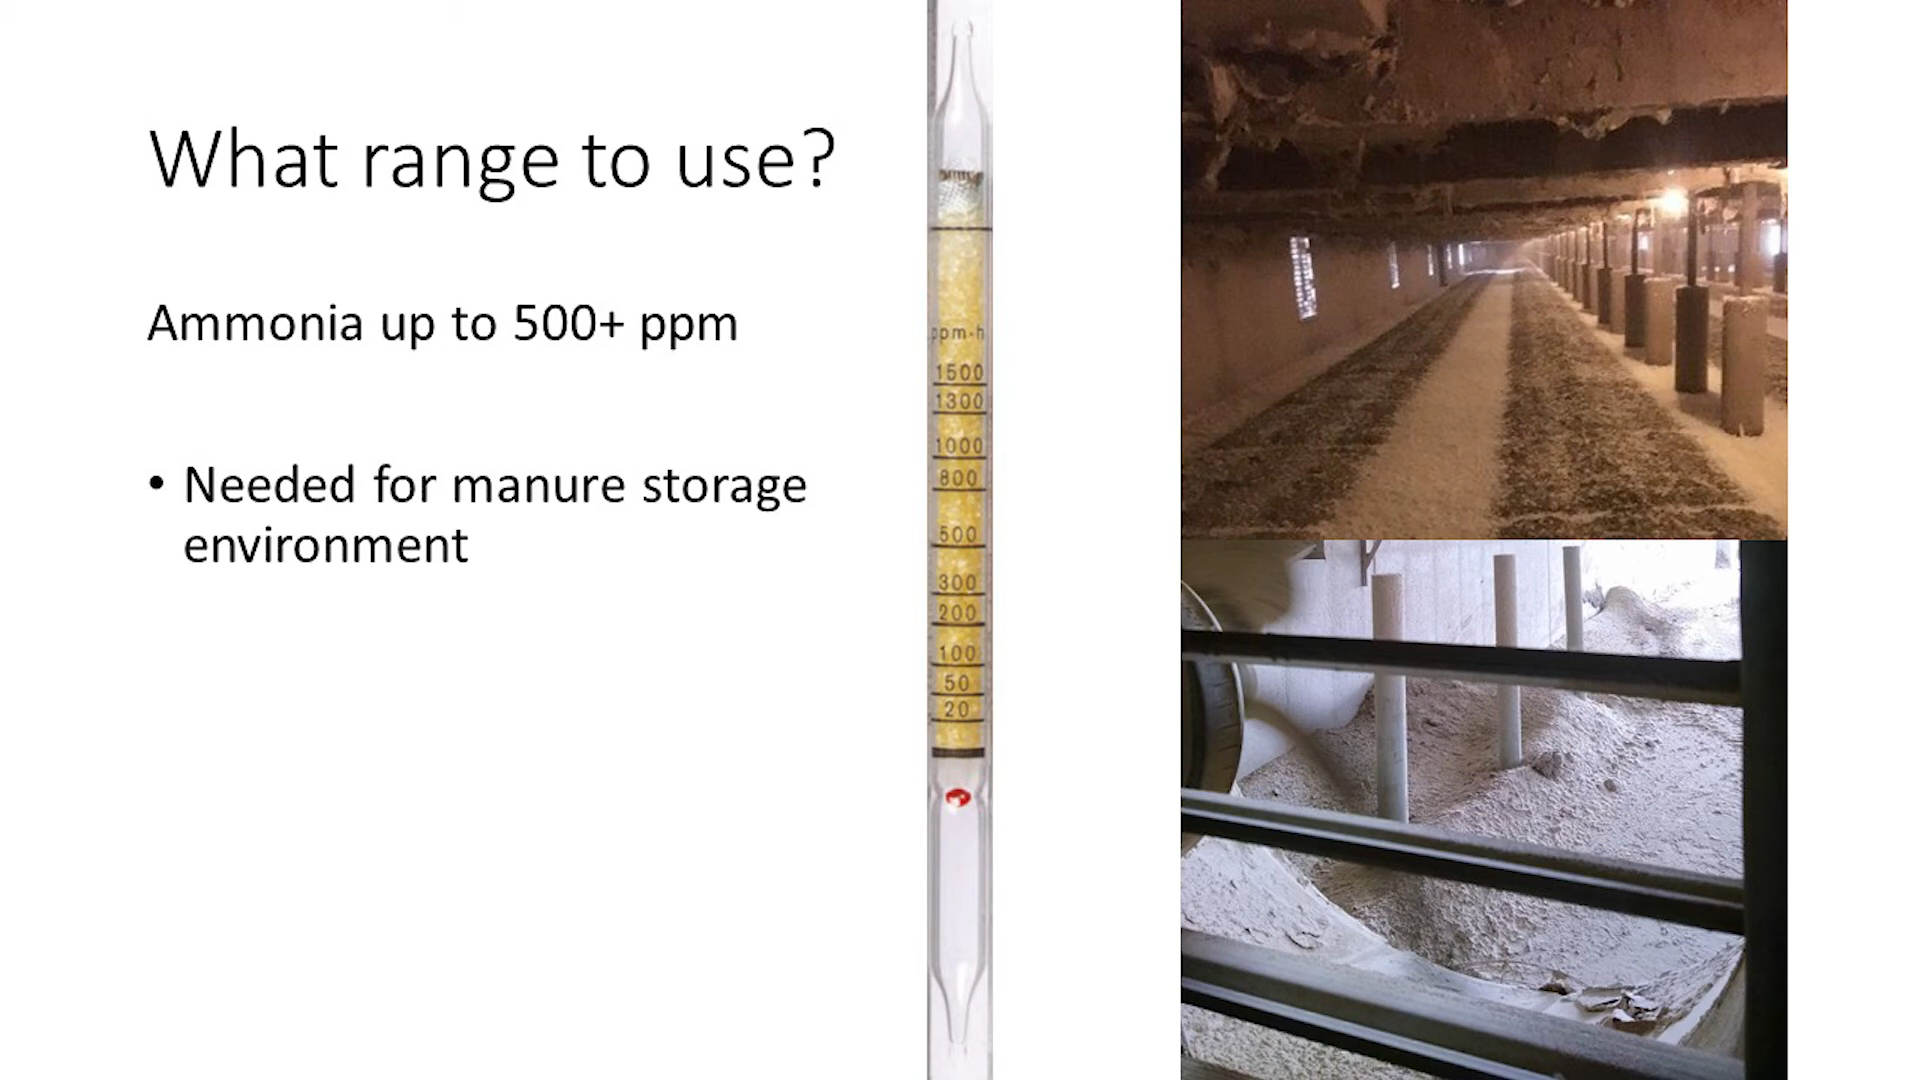 What range to use?
Ammonia up to 500+ ppm
• Needed for manure storage
environment
ppm-h
1500
1300
1000
800
500
300
200
100
50
20